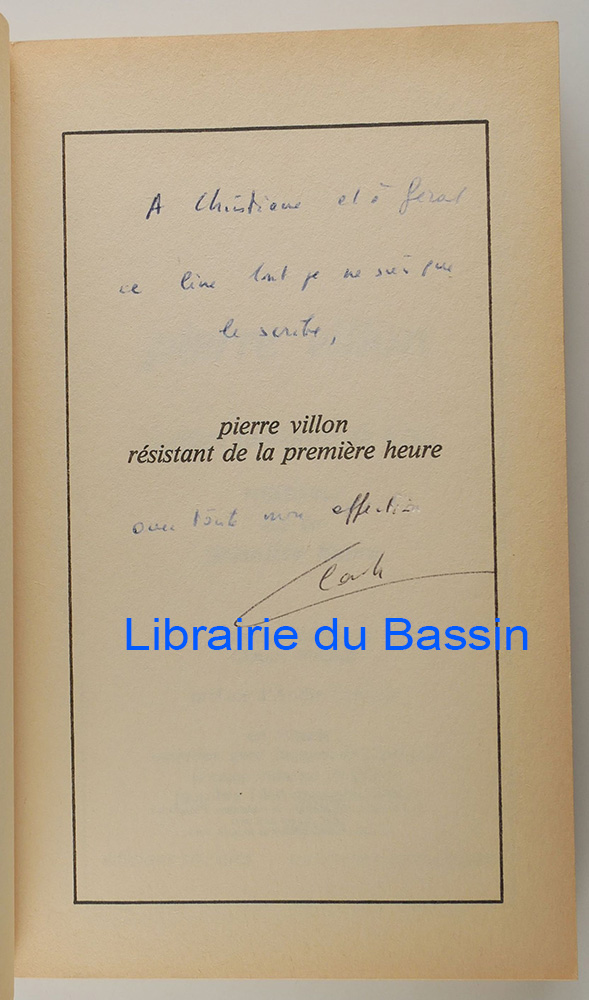 A Christiane et à Gérard
ce livre dont je ne suis que
le scribe,
pierre villon
résistant de la première heure
avec toute mon affection
Librairie du Bassin